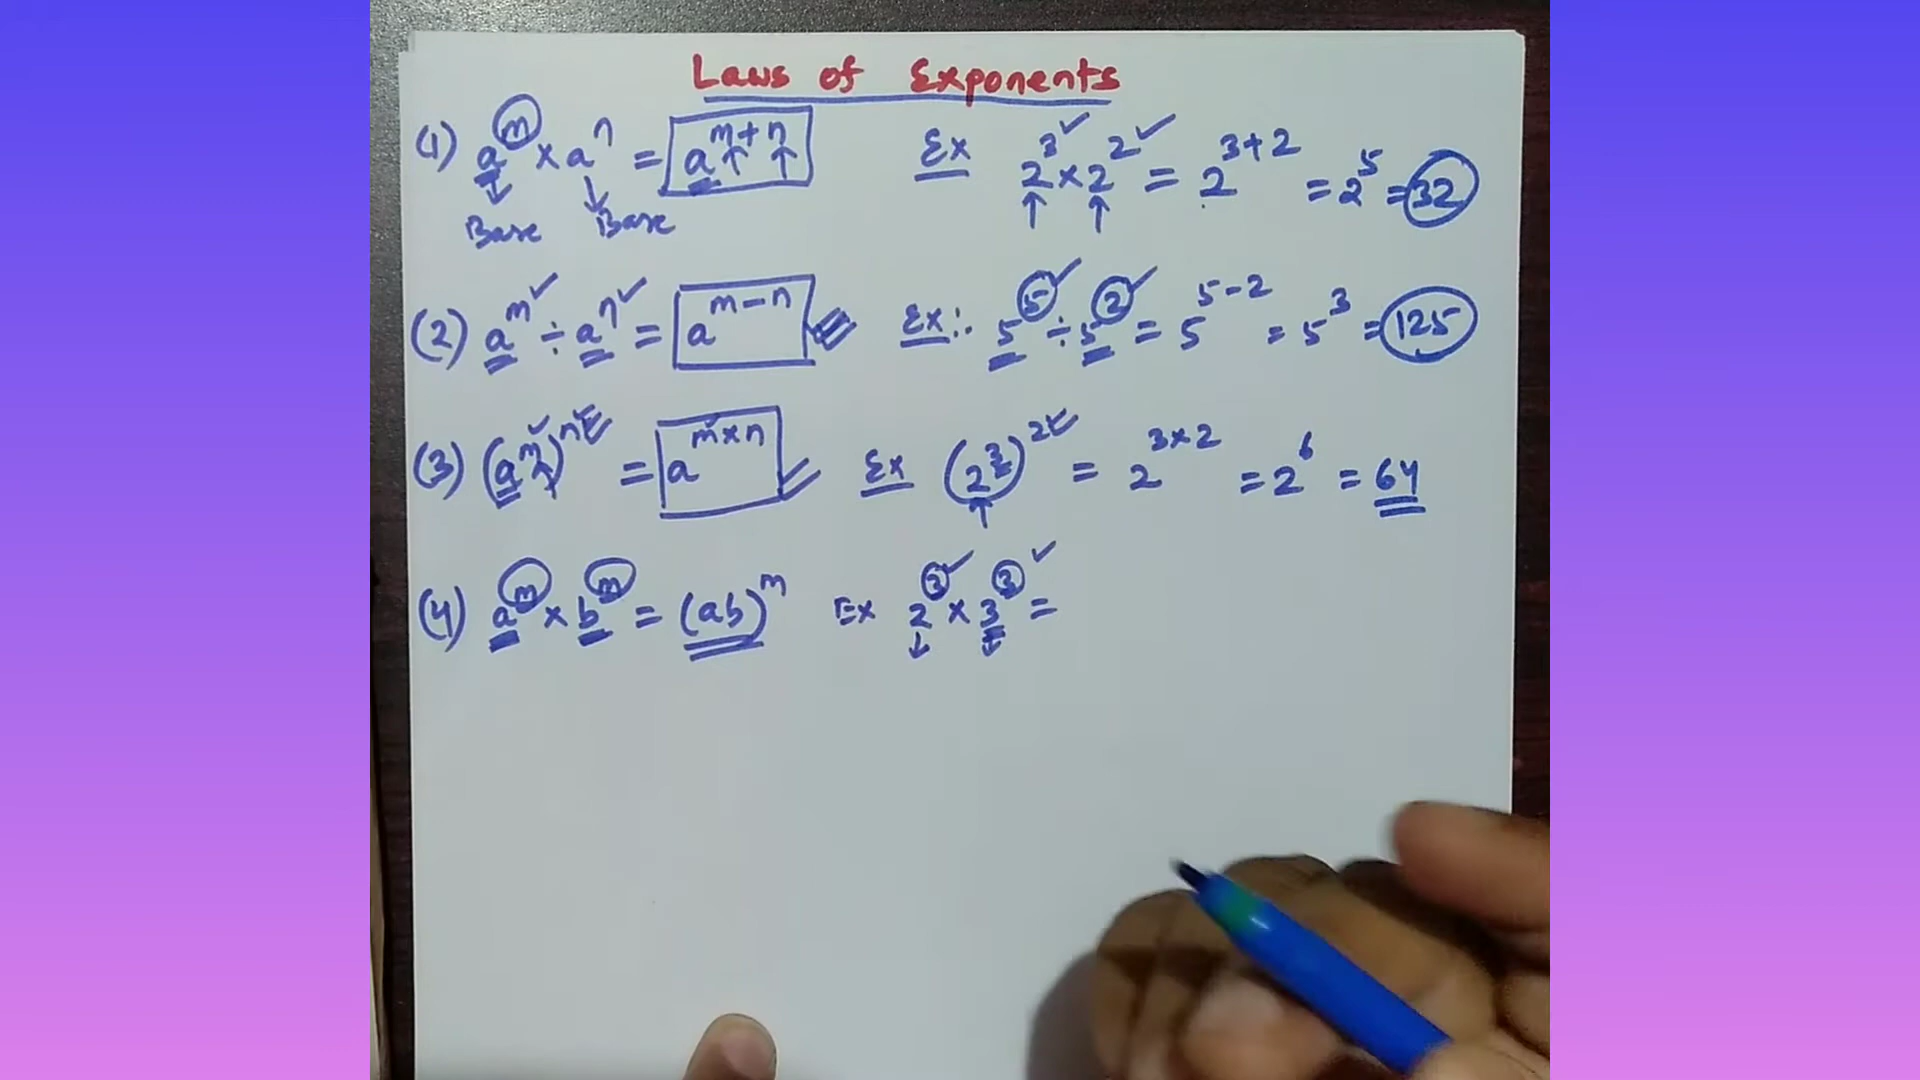 Laws of Exponents
(1) a^m × a^n = a^(m+n) Ex 2^3 × 2^2 = 2^(3+2) = 2^5 = 32
Base Base
(2) a^m ÷ a^n = a^(m-n) Ex:. 5^5 ÷ 5^2 = 5^(5-2) = 5^3 = 125
(3) (a^m)^n = a^(m×n) Ex (2^3)^2 = 2^(3×2) = 2^6 = 64
(4) a^m × b^m = (ab)^m Ex 2^3 × 3^3 =